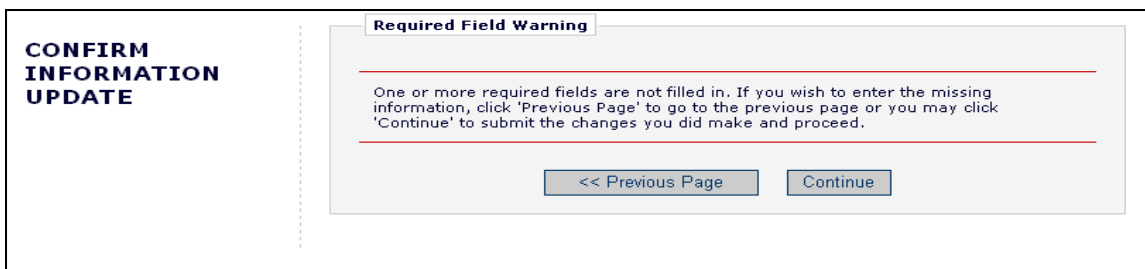 CONFIRM
INFORMATION
UPDATE
Required Field Warning
One or more required fields are not filled in. If you wish to enter the missing
information, click 'Previous Page' to go to the previous page or you may click
'Continue' to submit the changes you did make and proceed.
<< Previous Page
Continue